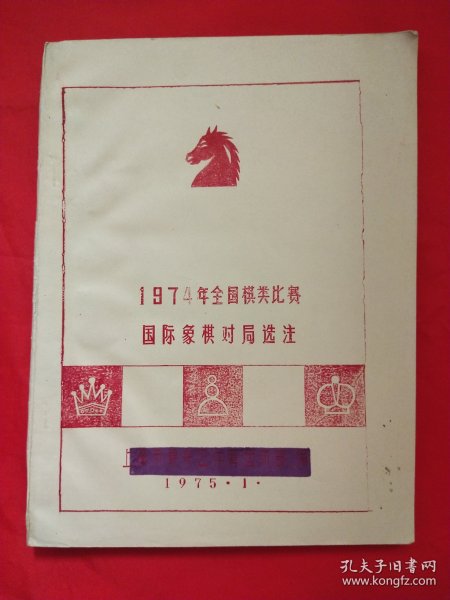 1974年全国棋类比赛
国际象棋对局选注
上
1975·1·
孔夫子旧书网
www.kongfz.com